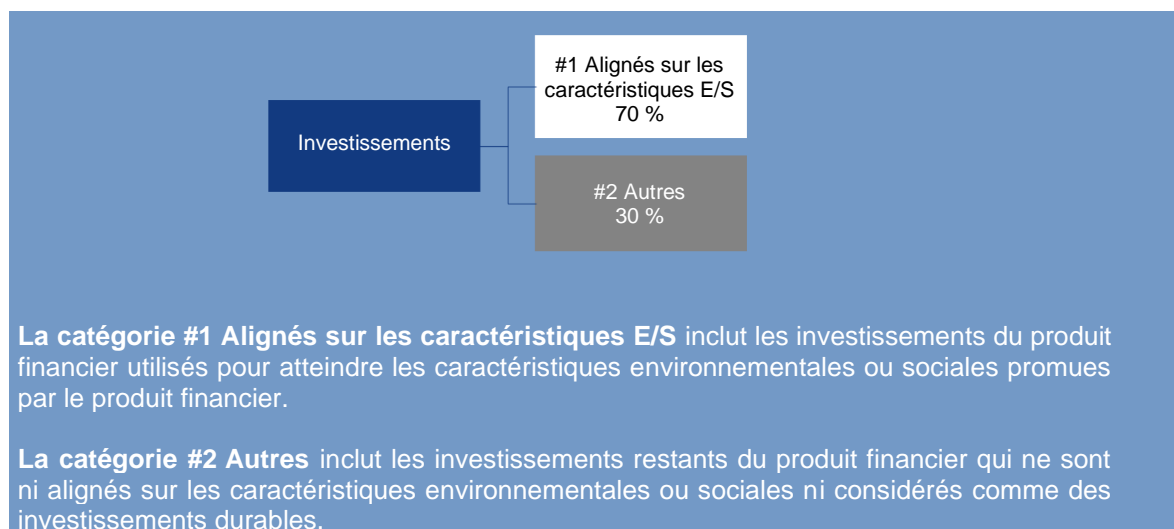 #1 Alignés sur les
caractéristiques E/S
70 %
Investissements
#2 Autres
30 %
La catégorie #1 Alignés sur les caractéristiques E/S inclut les investissements du produit
financier utilisés pour atteindre les caractéristiques environnementales ou sociales promues
par le produit financier.
La catégorie #2 Autres inclut les investissements restants du produit financier qui ne sont
ni alignés sur les caractéristiques environnementales ou sociales ni considérés comme des
investissements durables.